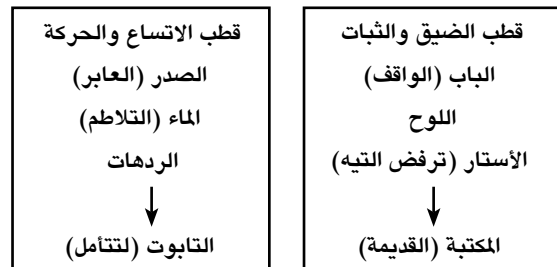 قطب الضيق والثبات
الباب (الواقف)
اللوح
الأستار (ترفض التيه)
المكتبة (القديمة)
قطب الاتساع والحركة
الصدر (العابر)
الماء (التلاطم)
الردهات
التابوت (لتتأمل)